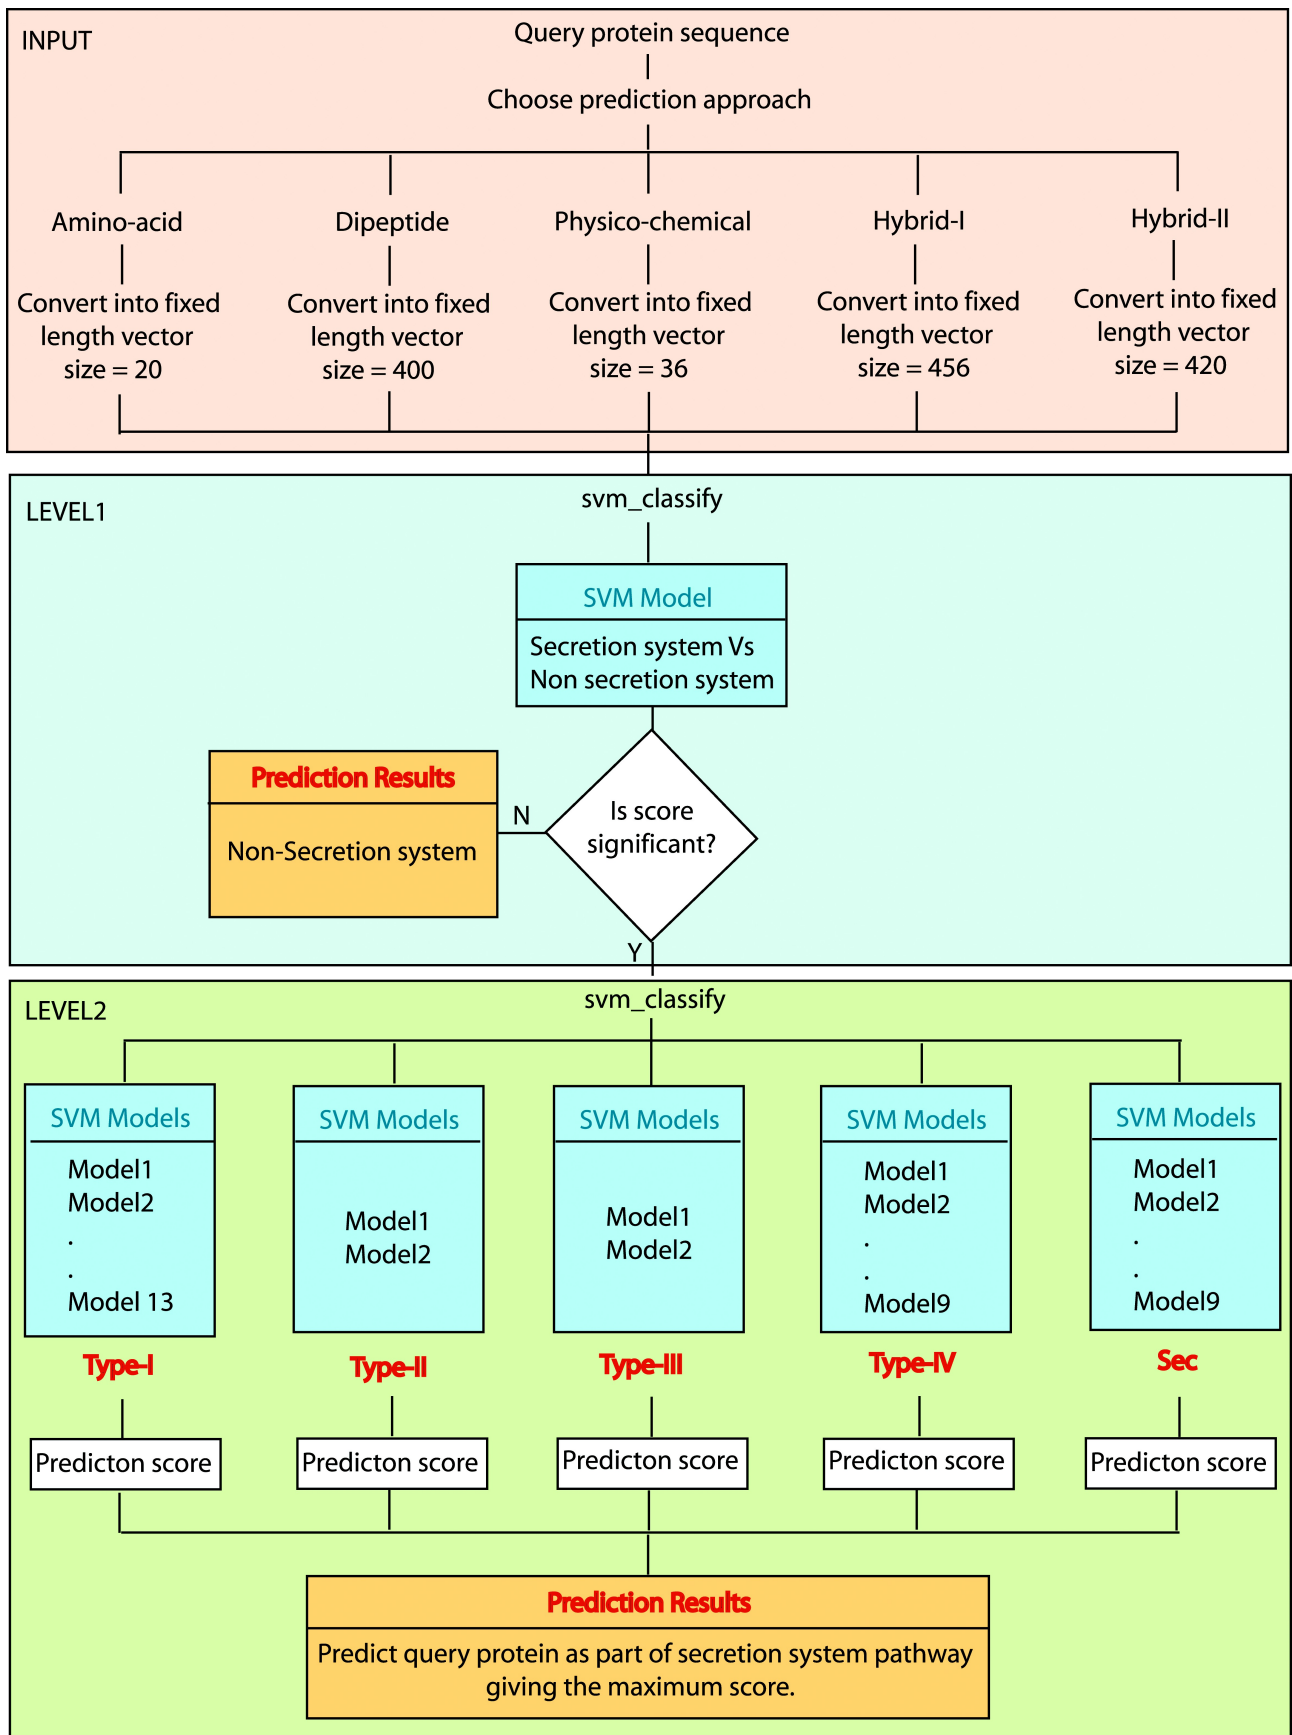 INPUT
Query protein sequence
Choose prediction approach
Amino-acid
Dipeptide
Physico-chemical
Hybrid-I
Hybrid-II
Convert into fixed
length vector
size = 20
Convert into fixed
length vector
size = 400
Convert into fixed
length vector
size = 36
Convert into fixed
length vector
size = 456
Convert into fixed
length vector
size = 420
LEVEL1
svm_classify
SVM Model
Secretion system Vs
Non secretion system
Is score
significant?
N
Prediction Results
Non-Secretion system
Y
LEVEL2
svm_classify
SVM Models
Model1
Model2
.
.
Model 13
Type-I
SVM Models
Model1
Model2
Type-II
SVM Models
Model1
Model2
Type-III
SVM Models
Model1
Model2
.
.
Model9
Type-IV
SVM Models
Model1
Model2
.
.
Model9
Sec
Predicton score
Predicton score
Predicton score
Predicton score
Predicton score
Prediction Results
Predict query protein as part of secretion system pathway
giving the maximum score.